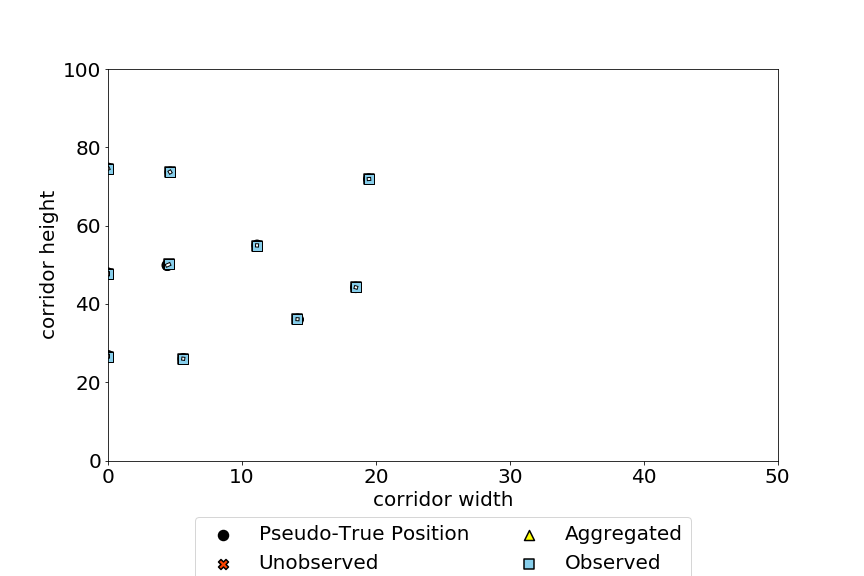 100
80
60
40
20
0
corridor height
0 10 20 30 40 50
corridor width
Pseudo-True Position Aggregated
Unobserved Observed